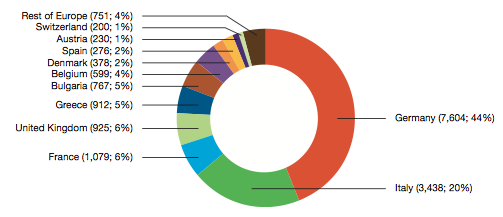 Rest of Europe (751; 4%)
Switzerland (200; 1%)
Austria (230; 1%)
Spain (276; 2%)
Denmark (378; 2%)
Belgium (599; 4%)
Bulgaria (767; 5%)
Greece (912; 5%)
United Kingdom (925; 6%)
France (1,079; 6%)
Germany (7,604; 44%)
Italy (3,438; 20%)